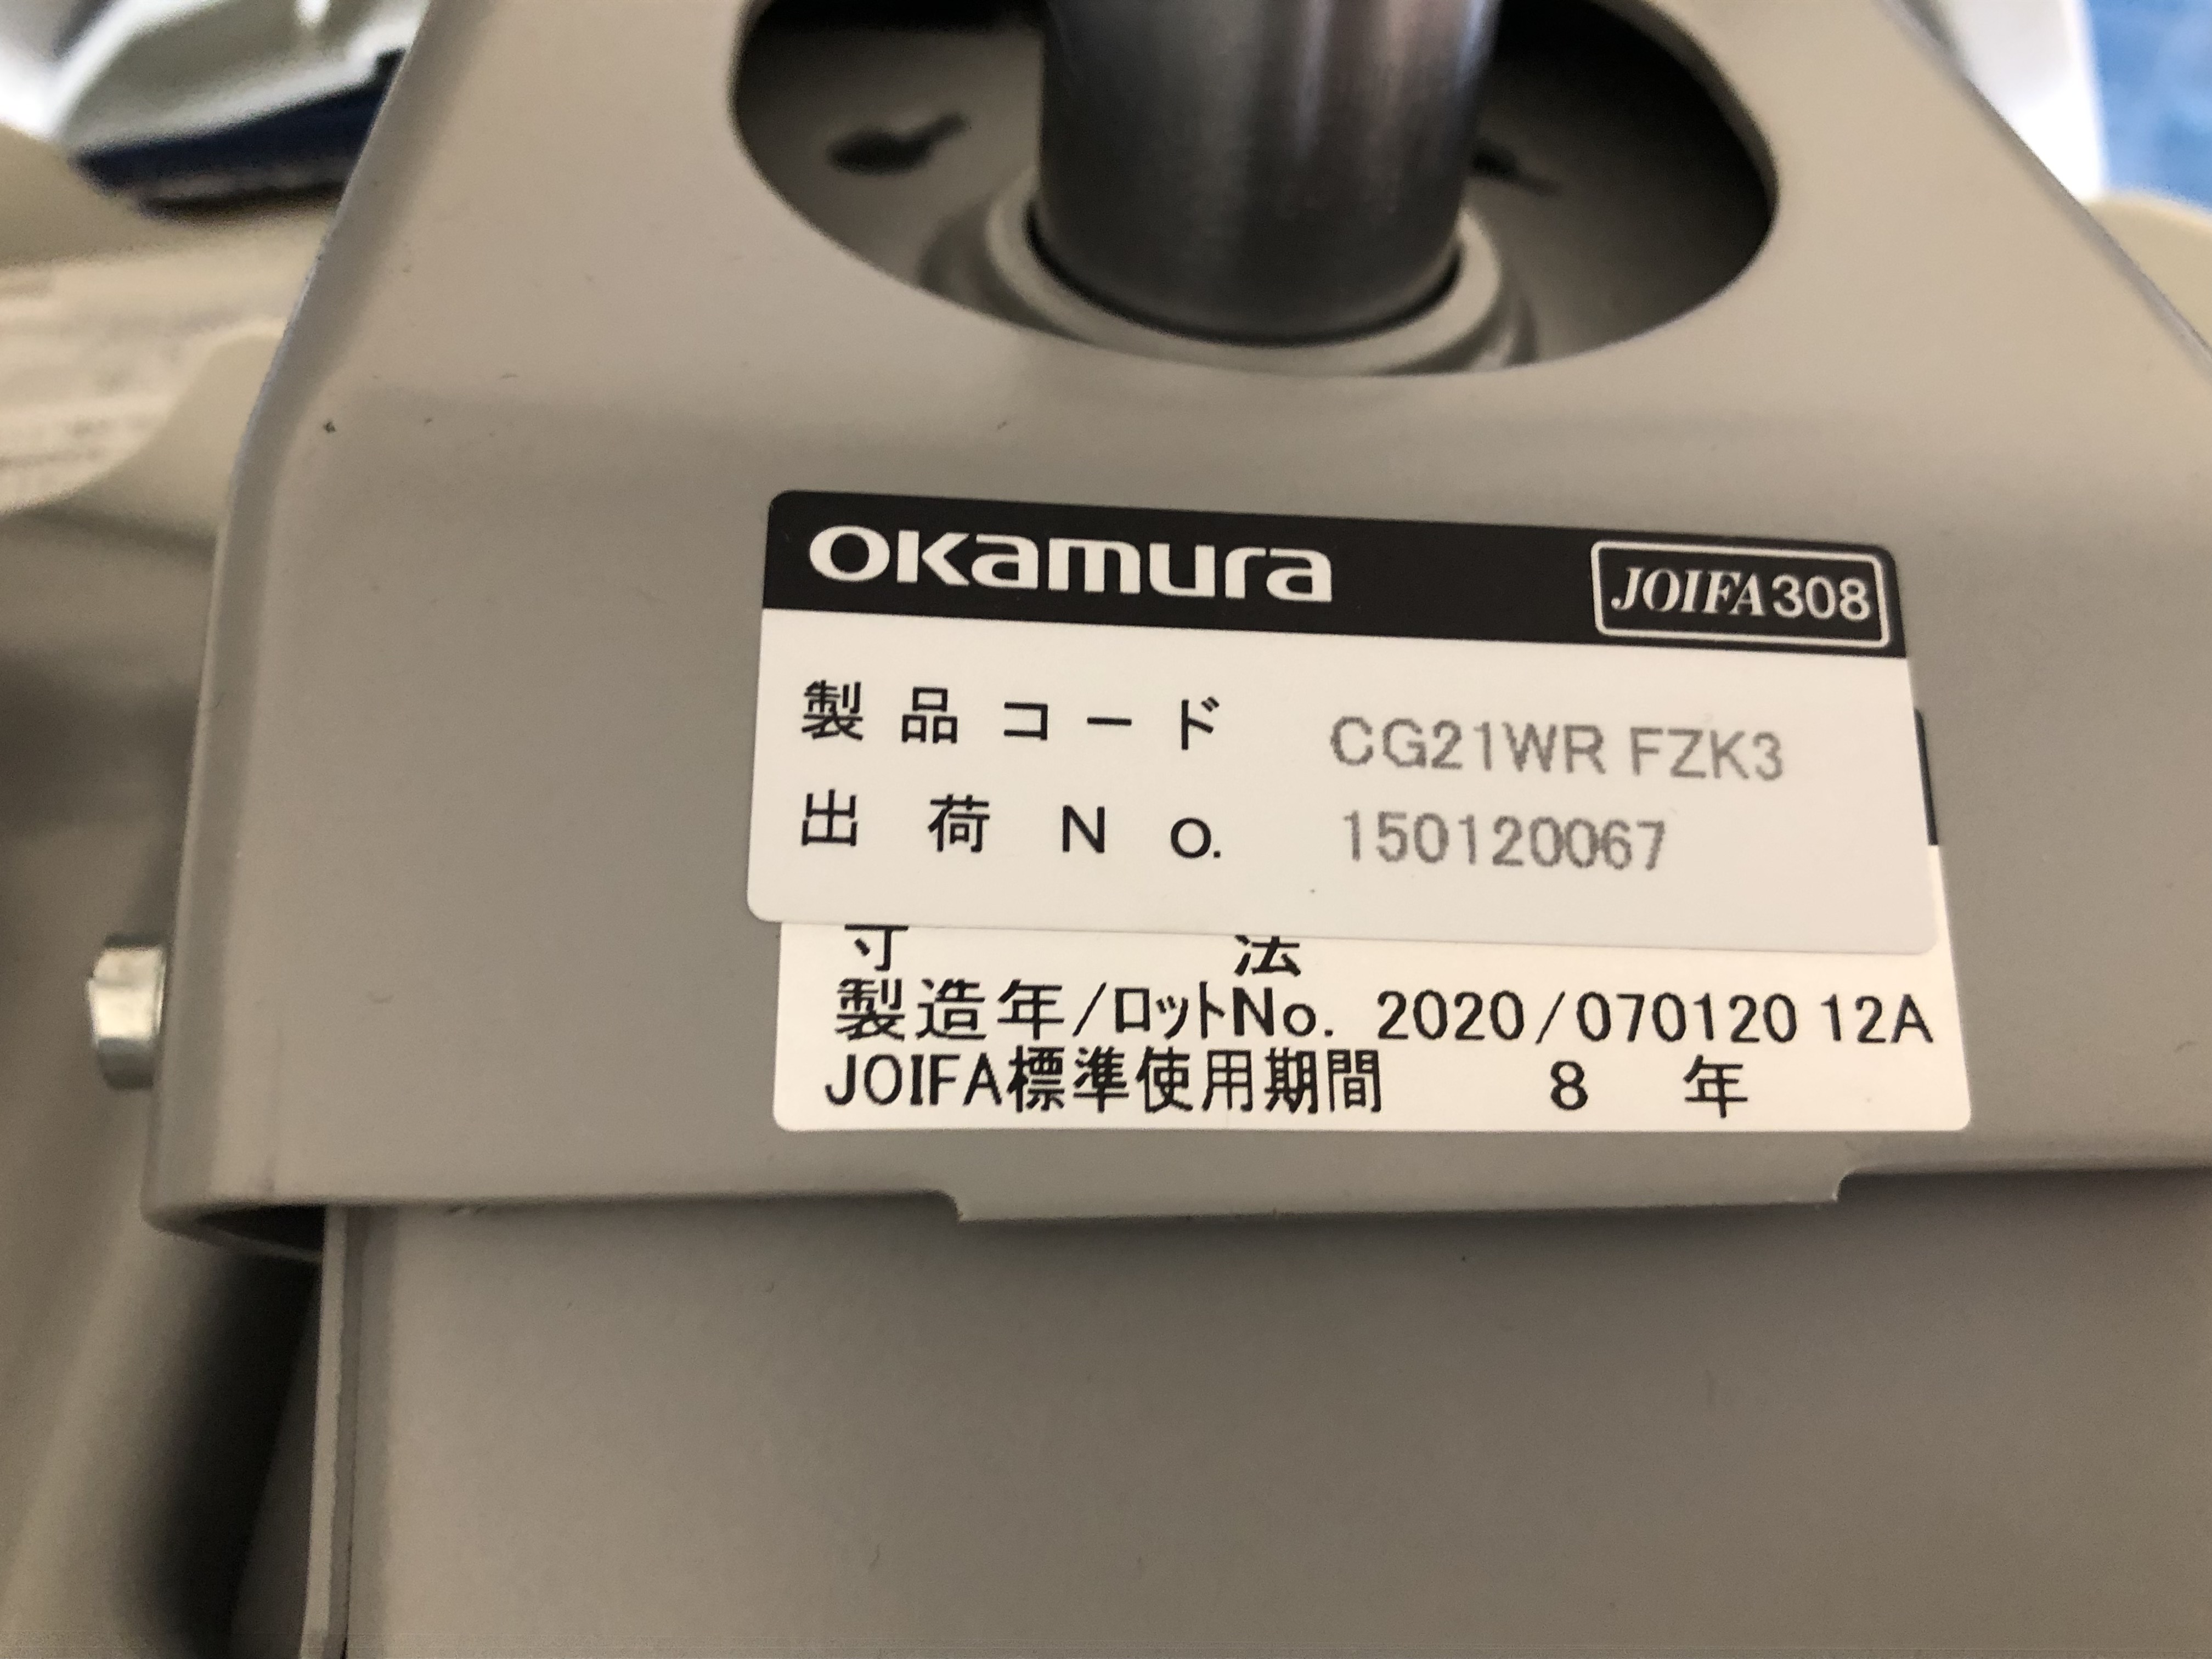 OKamura JOIFA308
製品コード CG21WR FZK3
出荷No. 150120067
寸法
製造年/ロットNo. 2020/070120 12A
JOIFA標準使用期間 8 年